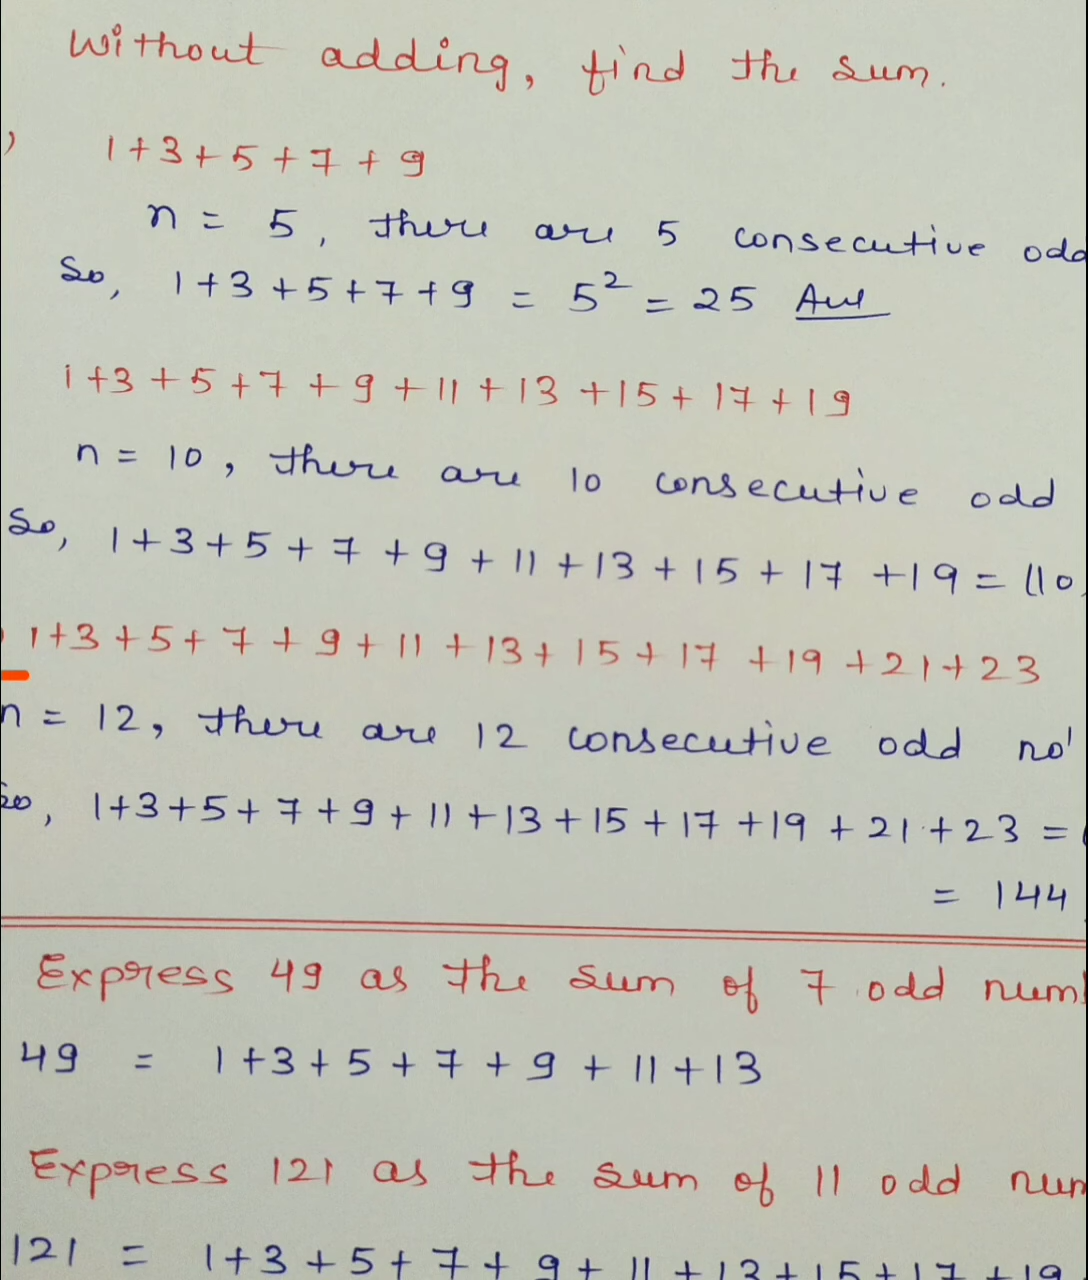 Without adding, find the sum.
) 1+3+5+7+9
n = 5, there are 5 consecutive odd
So, 1+3+5+7+9 = 5² = 25 Ans
1+3+5+7+9+11+13+15+17+19
n = 10, there are 10 consecutive odd
So, 1+3+5+7+9+11+13+15+17+19 = (10
1+3+5+7+9+11+13+15+17+19+21+23
n = 12, there are 12 consecutive odd no'
So, 1+3+5+7+9+11+13+15+17+19+21+23 = (
= 144
Express 49 as the sum of 7 odd num
49 = 1+3+5+7+9+11+13
Express 121 as the sum of 11 odd num
121 = 1+3+5+7+9+11+13+15+17+19